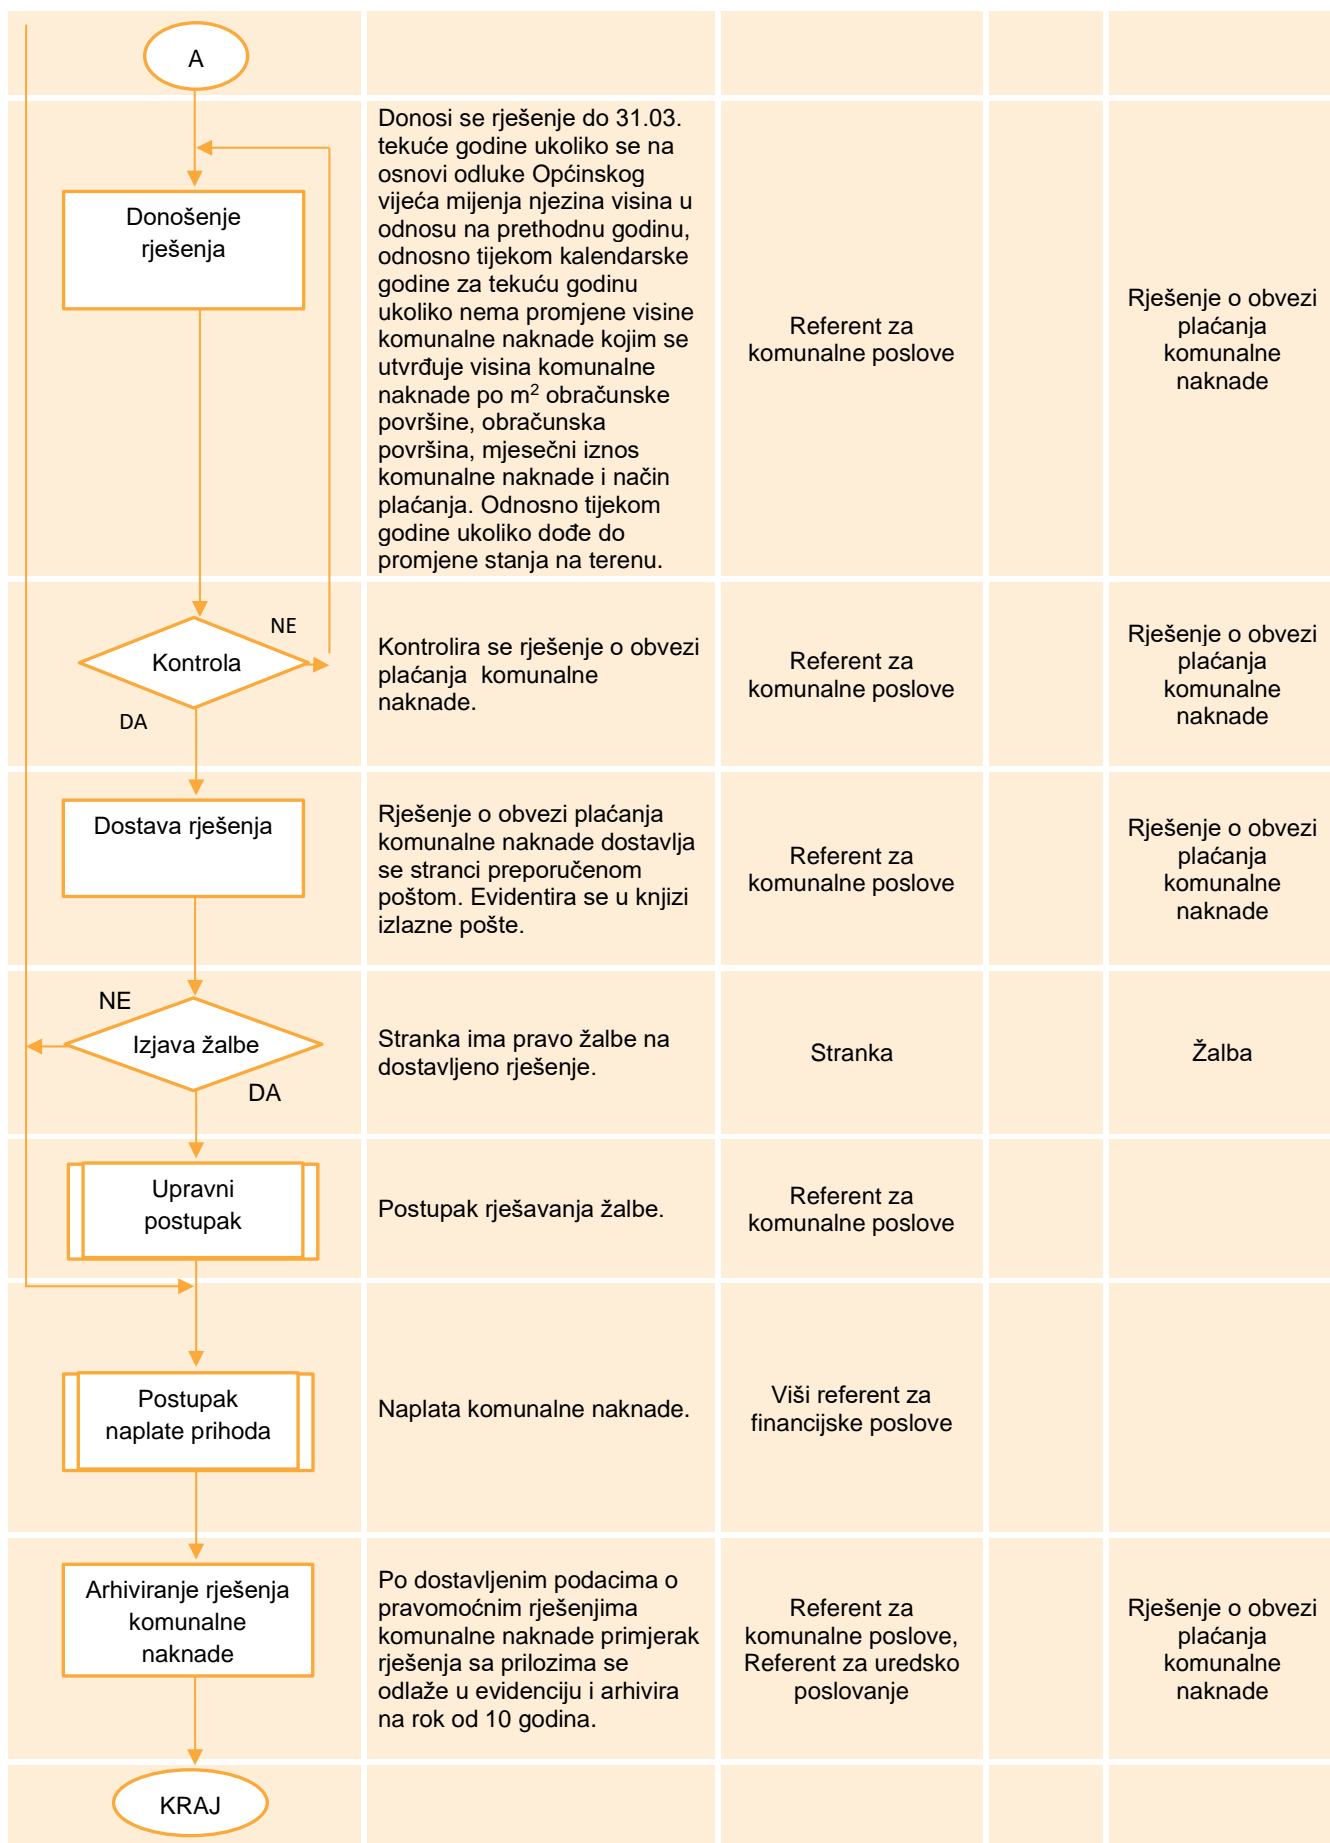 A
Donošenje
rješenja
Donosi se rješenje do 31.03.
tekuće godine ukoliko se na
osnovi odluke Općinskog
vijeća mijenja njezina visina u
odnosu na prethodnu godinu,
odnosno tijekom kalendarske
godine za tekuću godinu
ukoliko nema promjene visine
komunalne naknade kojim se
utvrđuje visina komunalne
naknade po m² obračunske
površine, obračunska
površina, mjesečni iznos
komunalne naknade i način
plaćanja. Odnosno tijekom
godine ukoliko dođe do
promjene stanja na terenu.
Referent za
komunalne poslove
Rješenje o obvezi
plaćanja
komunalne
naknade
NE
Kontrola
DA
Kontrolira se rješenje o obvezi
plaćanja  komunalne
naknade.
Referent za
komunalne poslove
Rješenje o obvezi
plaćanja
komunalne
naknade
Dostava rješenja
Rješenje o obvezi plaćanja
komunalne naknade dostavlja
se stranci preporučenom
poštom. Evidentira se u knjizi
izlazne pošte.
Referent za
komunalne poslove
Rješenje o obvezi
plaćanja
komunalne
naknade
NE
Izjava žalbe
DA
Stranka ima pravo žalbe na
dostavljeno rješenje.
Stranka
Žalba
Upravni
postupak
Postupak rješavanja žalbe.
Referent za
komunalne poslove
Postupak
naplate prihoda
Naplata komunalne naknade.
Viši referent za
financijske poslove
Arhiviranje rješenja
komunalne
naknade
Po dostavljenim podacima o
pravomoćnim rješenjima
komunalne naknade primjerak
rješenja sa prilozima se
odlaže u evidenciju i arhivira
na rok od 10 godina.
Referent za
komunalne poslove,
Referent za uredsko
poslovanje
Rješenje o obvezi
plaćanja
komunalne
naknade
KRAJ